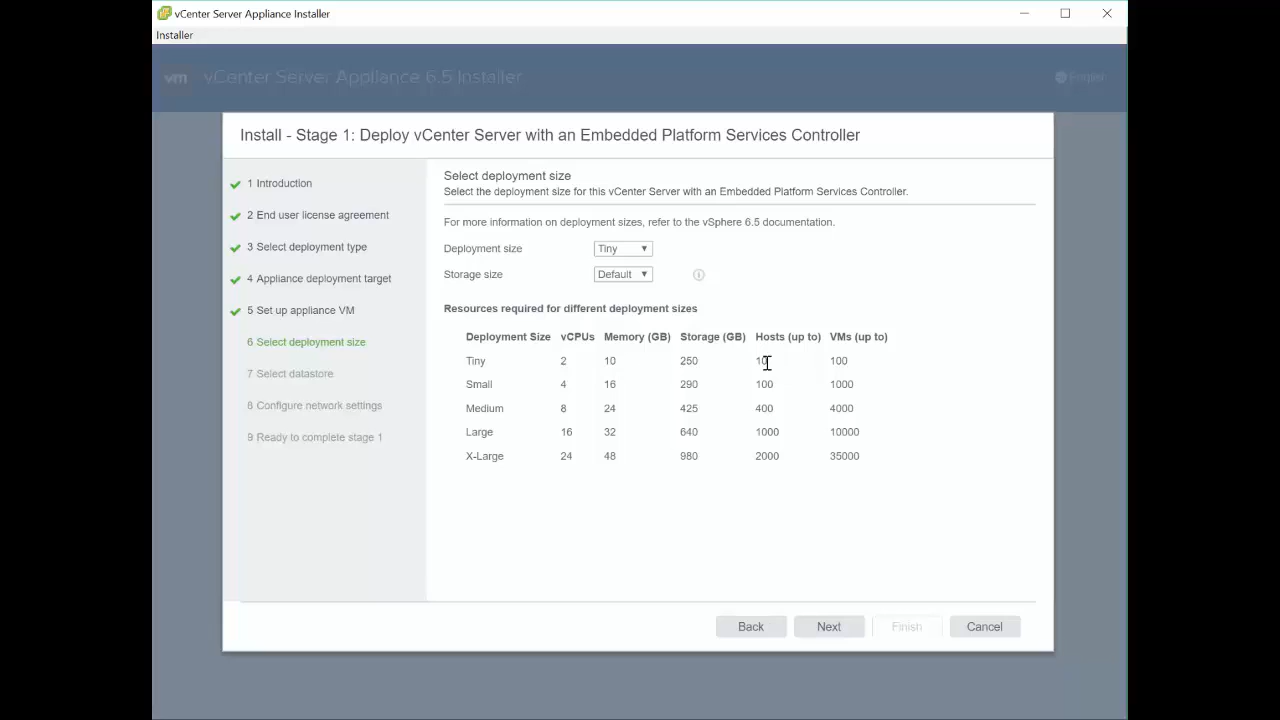 vCenter Server Appliance Installer
Installer
vm vCenter Server Appliance 6.5 Installer
English
Install - Stage 1: Deploy vCenter Server with an Embedded Platform Services Controller
1 Introduction
2 End user license agreement
3 Select deployment type
4 Appliance deployment target
5 Set up appliance VM
6 Select deployment size
7 Select datastore
8 Configure network settings
9 Ready to complete stage 1
Select deployment size
Select the deployment size for this vCenter Server with an Embedded Platform Services Controller.
For more information on deployment sizes, refer to the vSphere 6.5 documentation.
Deployment size Tiny
Storage size Default
Resources required for different deployment sizes
Deployment Size vCPUs Memory (GB) Storage (GB) Hosts (up to) VMs (up to)
Tiny 2 10 250 10 100
Small 4 16 290 100 1000
Medium 8 24 425 400 4000
Large 16 32 640 1000 10000
X-Large 24 48 980 2000 35000
Back Next Finish Cancel